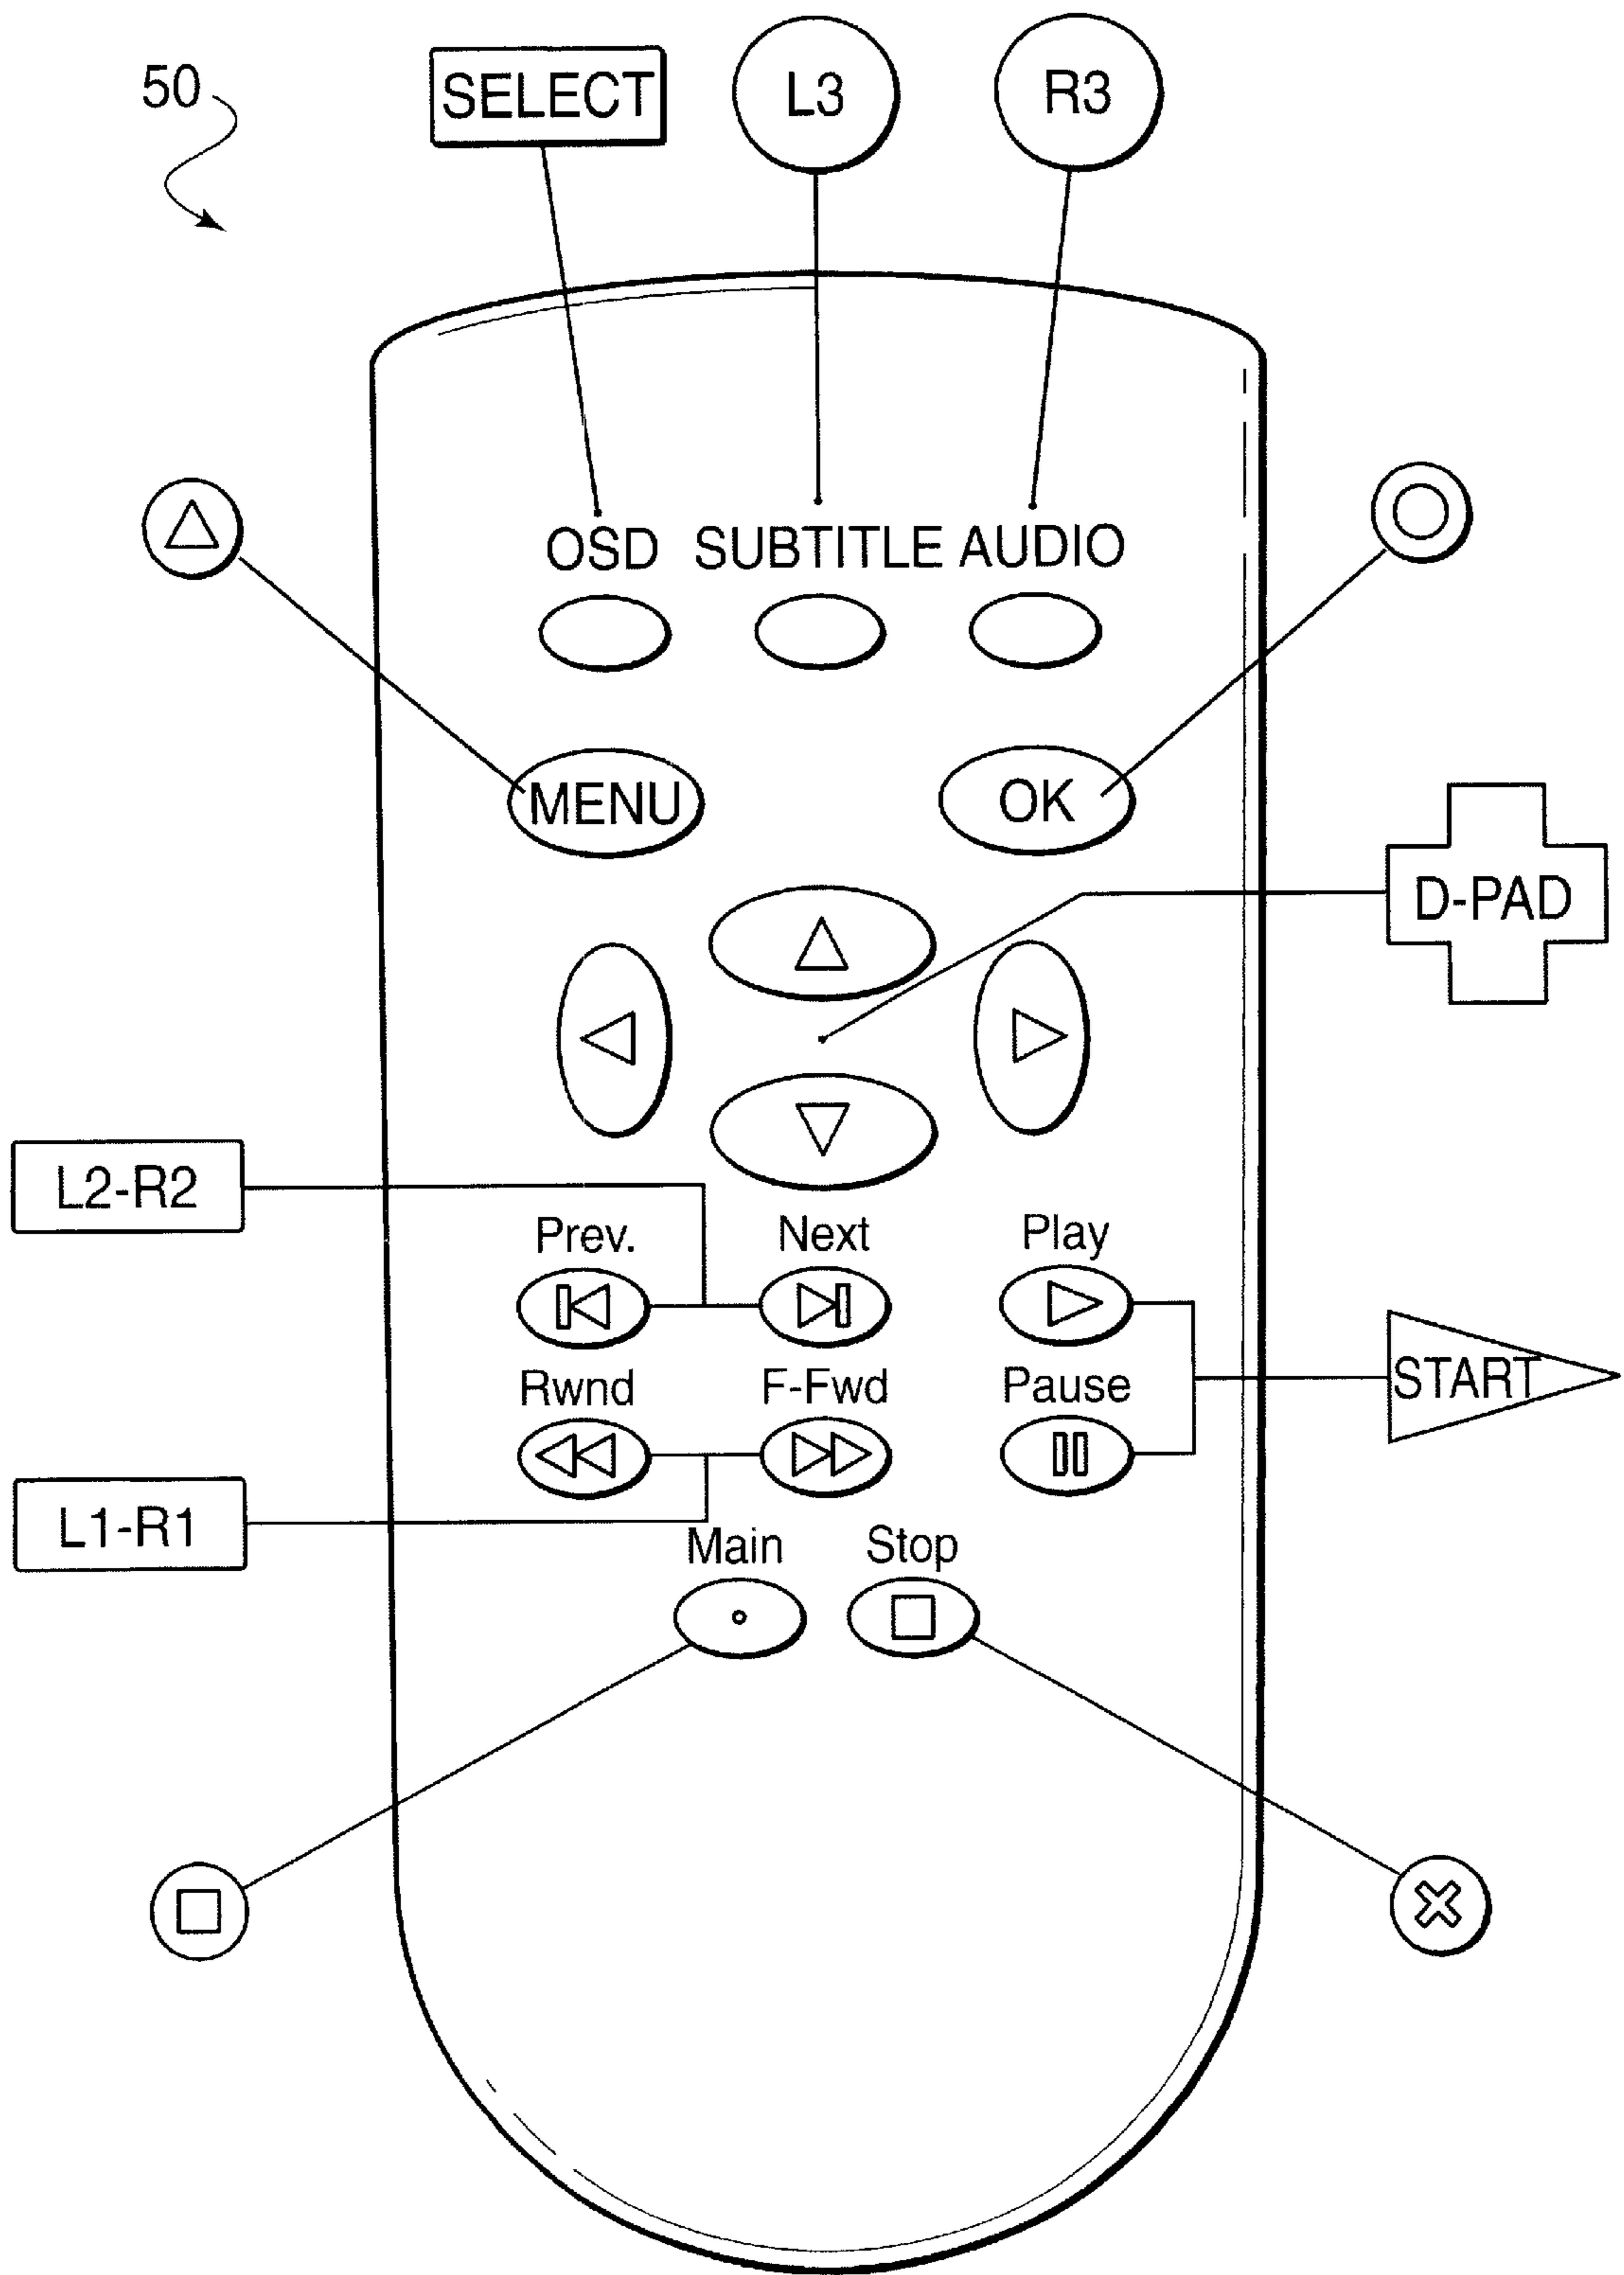 50
SELECT
L3
R3
OSD SUBTITLE AUDIO
MENU
OK
D-PAD
L2-R2
Prev.
Next
Play
START
Rwnd
F-Fwd
Pause
L1-R1
Main
Stop